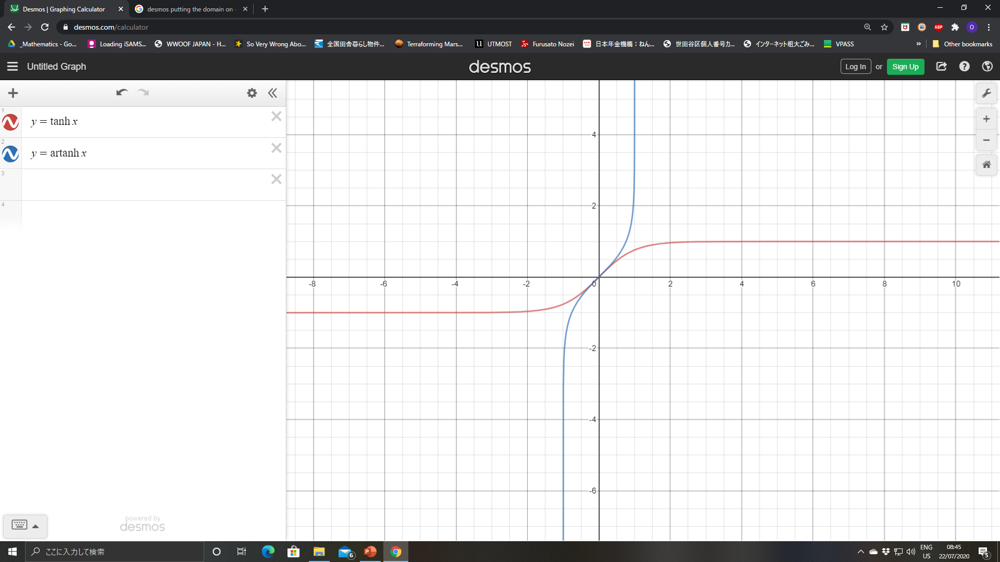 Desmos | Graphing Calculator
desmos putting the domain on -
desmos.com/calculator
ABP
O
_Mathematics - Go...
Loading iSAMS...
WWOOF JAPAN - H...
So Very Wrong Abo...
全国田舎暮らし物件...
Terraforming Mars...
UTMOST
Furusato Nozei
日本年金機構：ねん...
世田谷区個人番号カ...
インターネット粗大ごみ...
VPASS
»
Other bookmarks
Untitled Graph
desmos
Log In
or
Sign Up
1
y = tanh x
2
y = artanh x
3
4
4
2
-8
-6
-4
-2
0
2
4
6
8
10
-2
-4
-6
powered by
desmos
ここに入力して検索
6
P
ENG
US
08:45
22/07/2020
5